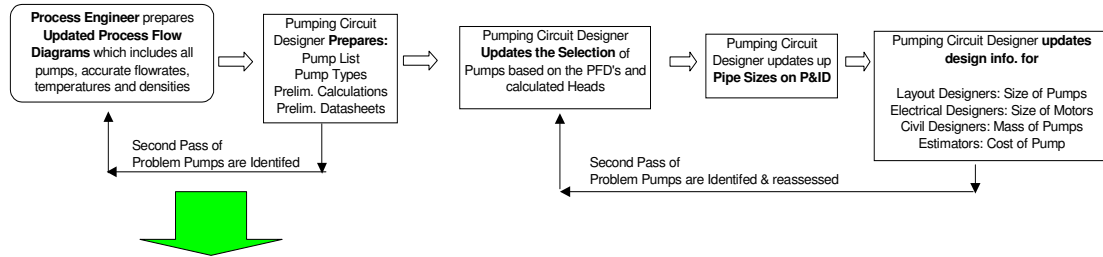 Process Engineer prepares
Updated Process Flow
Diagrams which includes all
pumps, accurate flowrates,
temperatures and densities
Pumping Circuit
Designer Prepares:
Pump List
Pump Types
Prelim. Calculations
Prelim. Datasheets
Pumping Circuit Designer
Updates the Selection of
Pumps based on the PFD's and
calculated Heads
Pumping Circuit
Designer updates up
Pipe Sizes on P&ID
Pumping Circuit Designer updates
design info. for
Layout Designers: Size of Pumps
Electrical Designers: Size of Motors
Civil Designers: Mass of Pumps
Estimators: Cost of Pump
Second Pass of
Problem Pumps are Identifed
Second Pass of
Problem Pumps are Identifed & reassessed